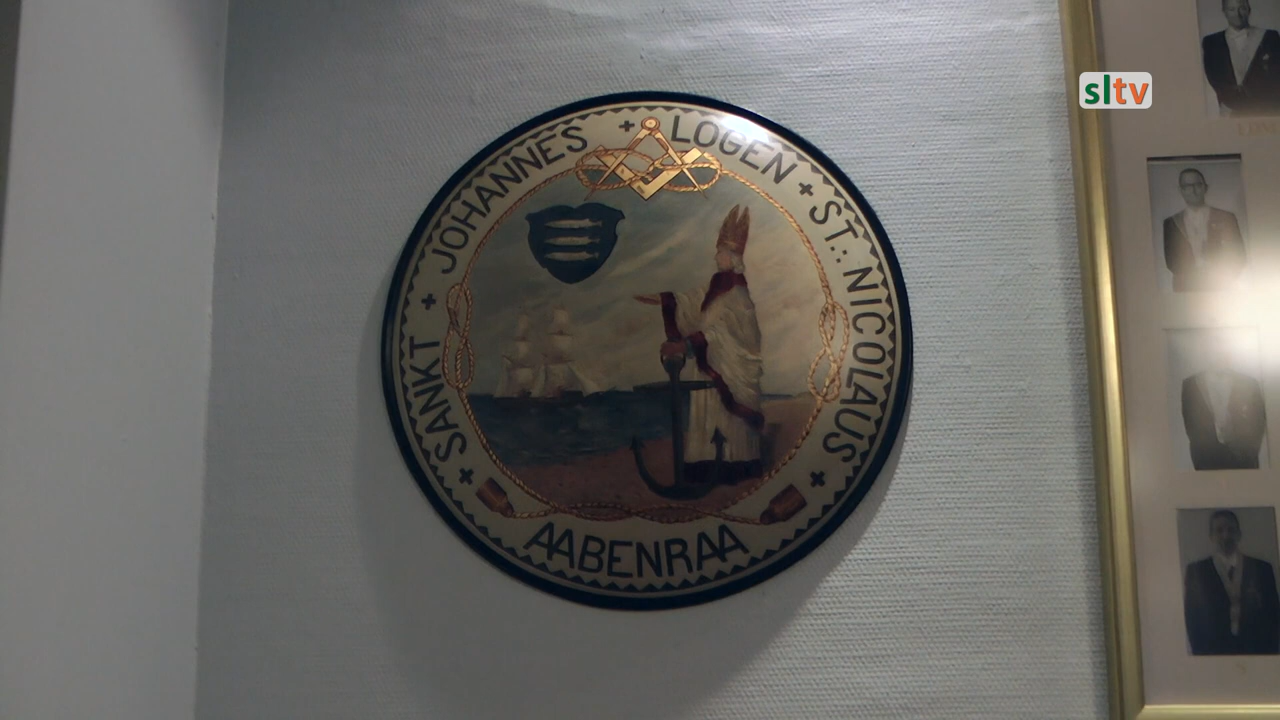 + SANKT + JOHANNES + LOGEN + ST.: NICOLAUS +
AABENRAA
sltv